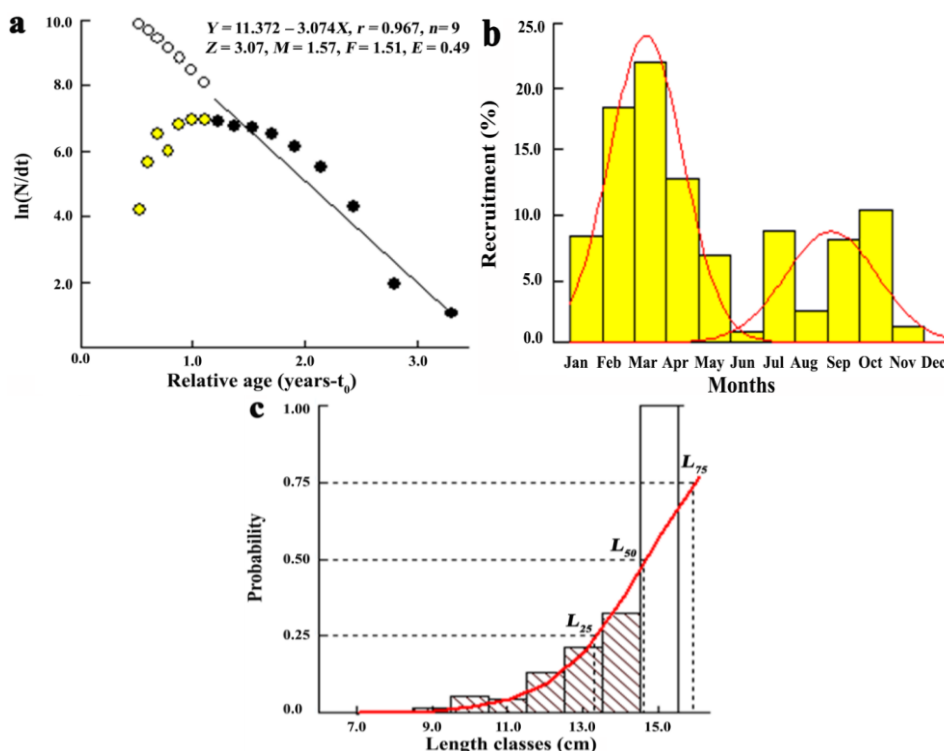 a
Y = 11.372 – 3.074X, r = 0.967, n= 9
Z = 3.07, M = 1.57, F = 1.51, E = 0.49
10.0
8.0
6.0
4.0
2.0
ln(N/dt)
0.0 1.0 2.0 3.0
Relative age (years-t0)
b
25.0
20.0
15.0
10.0
5.0
0.0
Recruitment (%)
Jan Feb Mar Apr May Jun Jul Aug Sep Oct Nov Dec
Months
c
1.00
0.75
0.50
0.25
0.0
Probability
L75
L50
L25
7.0 9.0 11.0 13.0 15.0
Length classes (cm)